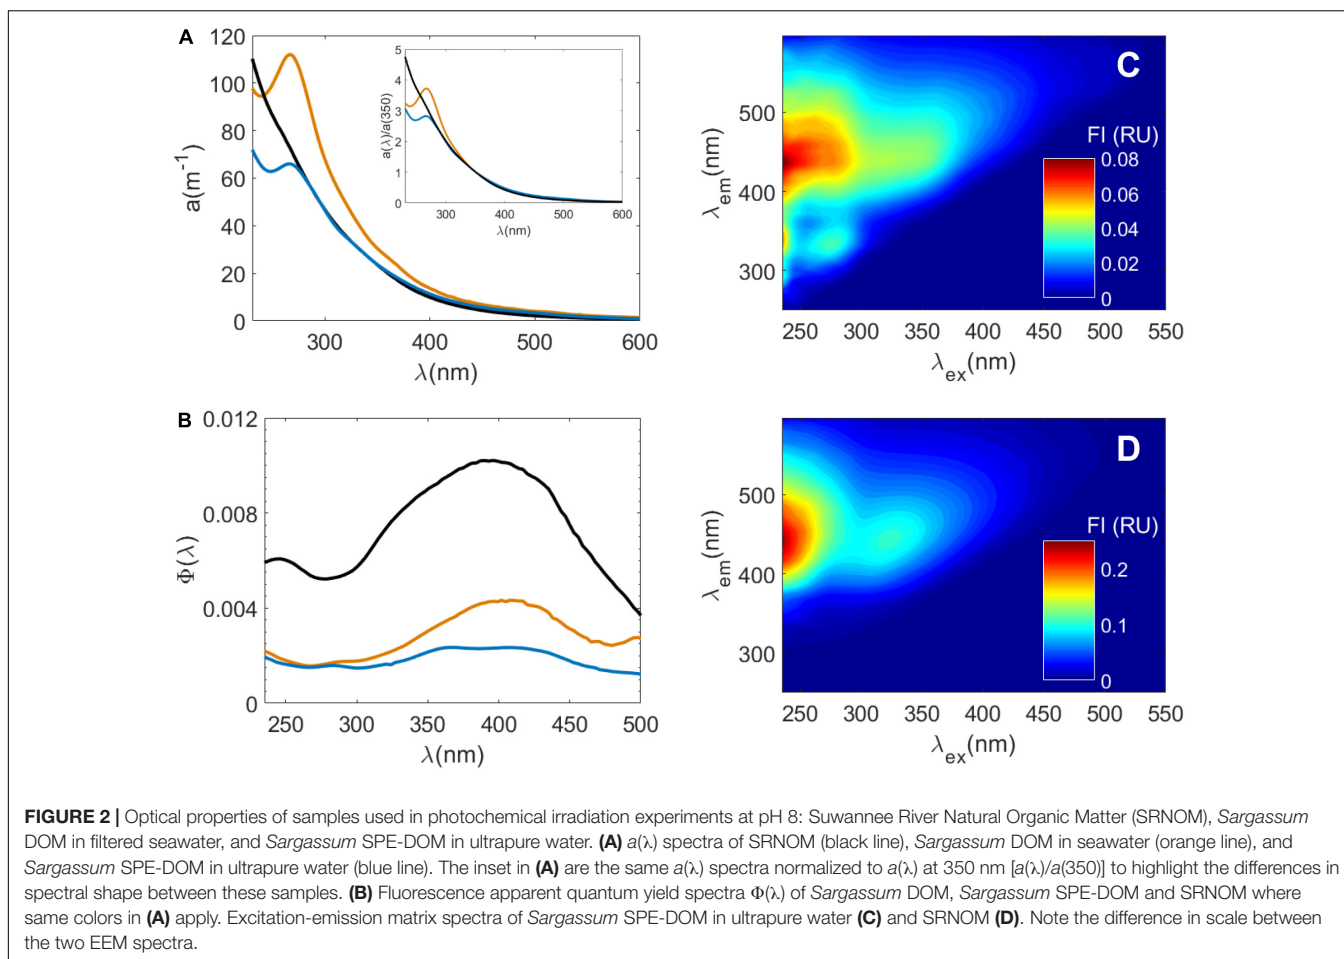 A
120
100
80
60
40
20
0
a(m⁻¹)
300
400
500
600
λ(nm)
5
4
3
2
1
0
a(λ)/a(350)
300
400
500
600
λ(nm)
C
500
400
300
λem(nm)
250
300
350
400
450
500
550
λex(nm)
FI (RU)
0.08
0.06
0.04
0.02
0
B
0.012
0.008
0.004
0
Φ(λ)
250
300
350
400
450
500
λ(nm)
D
500
400
300
λem(nm)
250
300
350
400
450
500
550
λex(nm)
FI (RU)
0.2
0.1
0
FIGURE 2 | Optical properties of samples used in photochemical irradiation experiments at pH 8: Suwannee River Natural Organic Matter (SRNOM), Sargassum
DOM in filtered seawater, and Sargassum SPE-DOM in ultrapure water. (A) a(λ) spectra of SRNOM (black line), Sargassum DOM in seawater (orange line), and
Sargassum SPE-DOM in ultrapure water (blue line). The inset in (A) are the same a(λ) spectra normalized to a(λ) at 350 nm [a(λ)/a(350)] to highlight the differences in
spectral shape between these samples. (B) Fluorescence apparent quantum yield spectra Φ(λ) of Sargassum DOM, Sargassum SPE-DOM and SRNOM where
same colors in (A) apply. Excitation-emission matrix spectra of Sargassum SPE-DOM in ultrapure water (C) and SRNOM (D). Note the difference in scale between
the two EEM spectra.